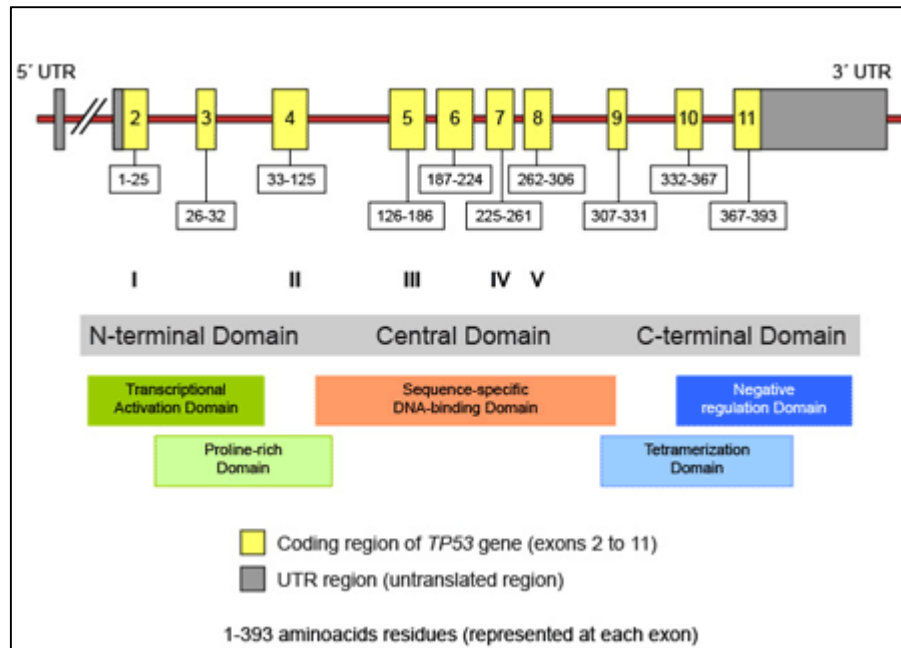 5´ UTR
3´ UTR
2
3
4
5
6
7
8
9
10
11
1-25
33-125
187-224
262-306
332-367
26-32
126-186
225-261
307-331
367-393
I
II
III
IV
V
N-terminal Domain
Central Domain
C-terminal Domain
Transcriptional
Activation Domain
Sequence-specific
DNA-binding Domain
Negative
regulation Domain
Proline-rich
Domain
Tetramerization
Domain
Coding region of TP53 gene (exons 2 to 11)
UTR region (untranslated region)
1-393 aminoacids residues (represented at each exon)